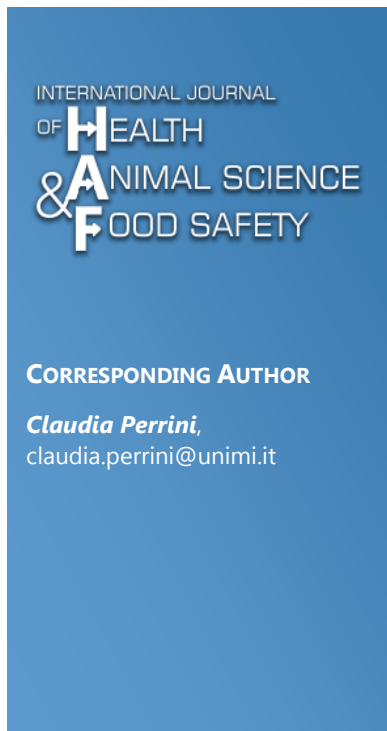 INTERNATIONAL JOURNAL
OF HEALTH
& ANIMAL SCIENCE
FOOD SAFETY
CORRESPONDING AUTHOR
Claudia Perrini,
claudia.perrini@unimi.it